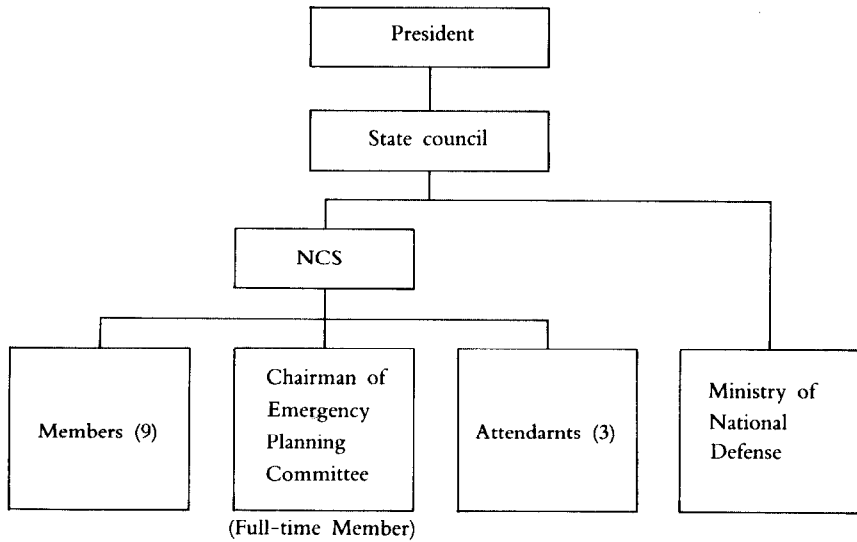 President
State council
NCS
Members (9)
Chairman of
Emergency
Planning
Committee
(Full-time Member)
Attendarnts (3)
Ministry of
National
Defense